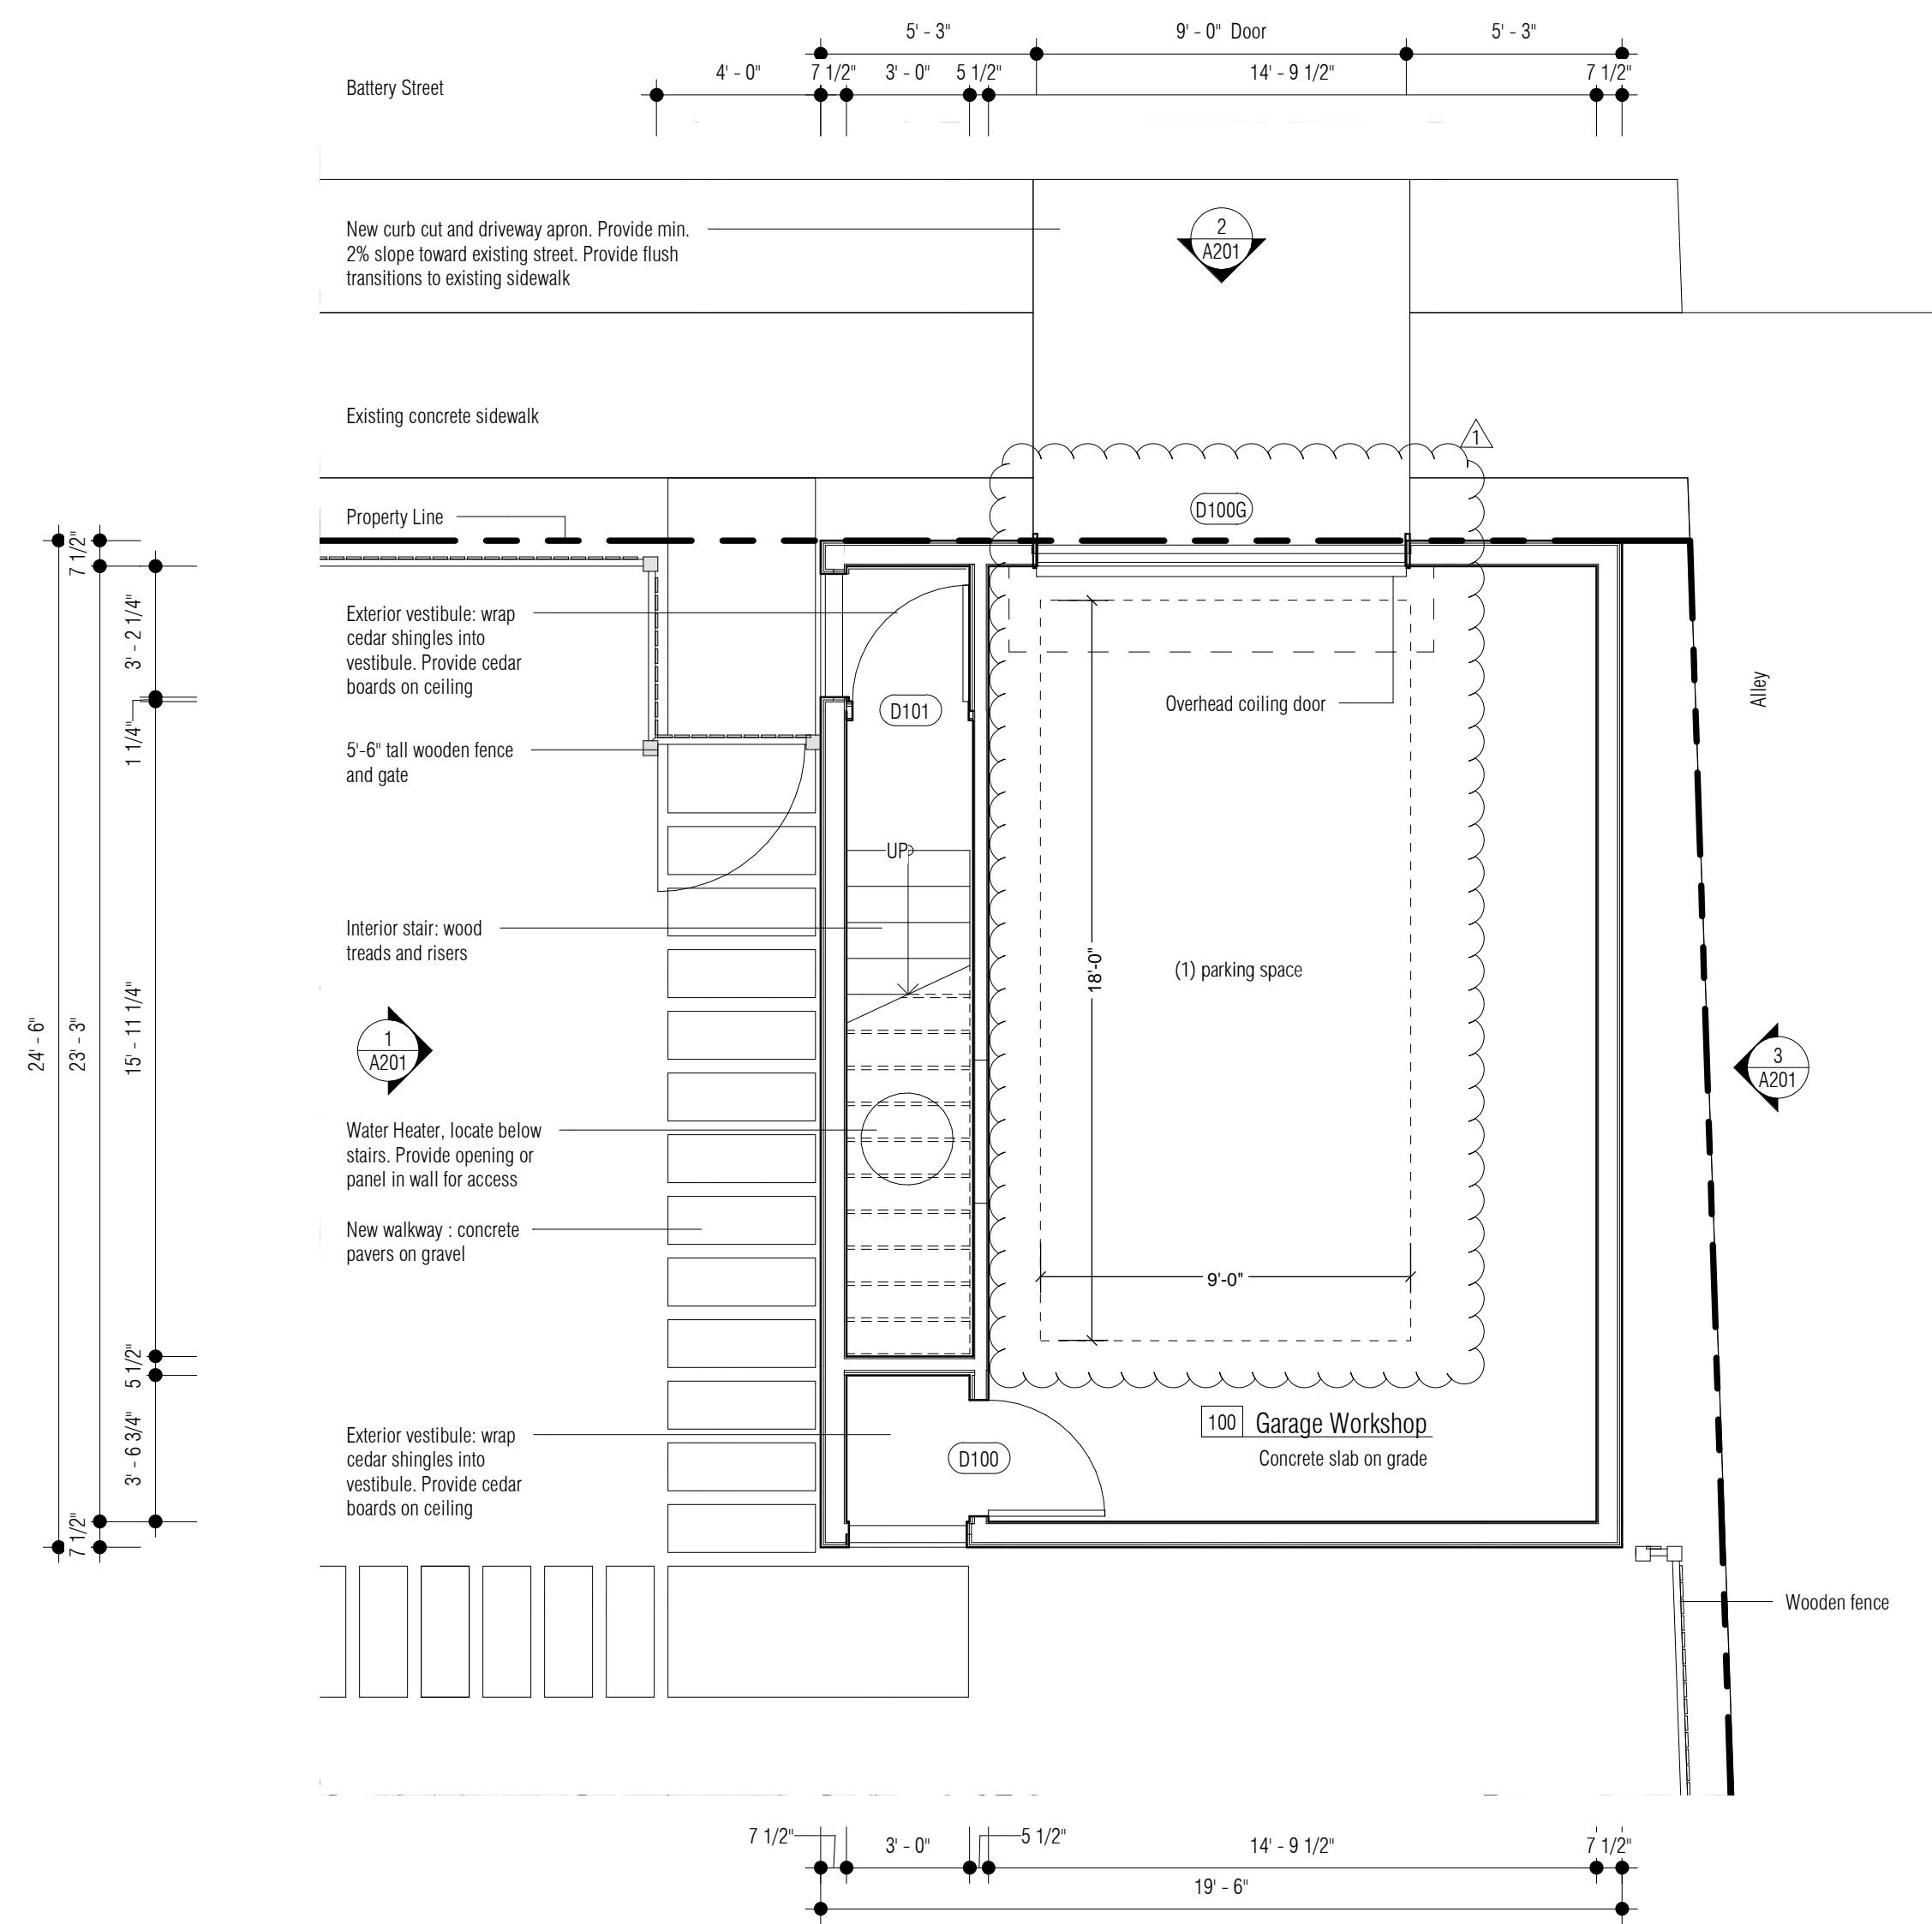 5' - 3"
9' - 0" Door
5' - 3"
4' - 0"
7 1/2"
3' - 0"
5 1/2"
14' - 9 1/2"
7 1/2"
Battery Street
New curb cut and driveway apron. Provide min.
2% slope toward existing street. Provide flush
transitions to existing sidewalk
2
A201
Existing concrete sidewalk
1
Property Line
D100G
7 1/2"
3' - 2 1/4"
1 1/4"
24' - 6"
23' - 3"
15' - 11 1/4"
5 1/2"
3' - 6 3/4"
7 1/2"
Exterior vestibule: wrap
cedar shingles into
vestibule. Provide cedar
boards on ceiling
D101
Overhead coiling door
Alley
5'-6" tall wooden fence
and gate
UP
Interior stair: wood
treads and risers
18'-0"
(1) parking space
1
A201
3
A201
Water Heater, locate below
stairs. Provide opening or
panel in wall for access
New walkway : concrete
pavers on gravel
9'-0"
Exterior vestibule: wrap
cedar shingles into
vestibule. Provide cedar
boards on ceiling
D100
100 Garage Workshop
Concrete slab on grade
Wooden fence
7 1/2"
3' - 0"
5 1/2"
14' - 9 1/2"
7 1/2"
19' - 6"